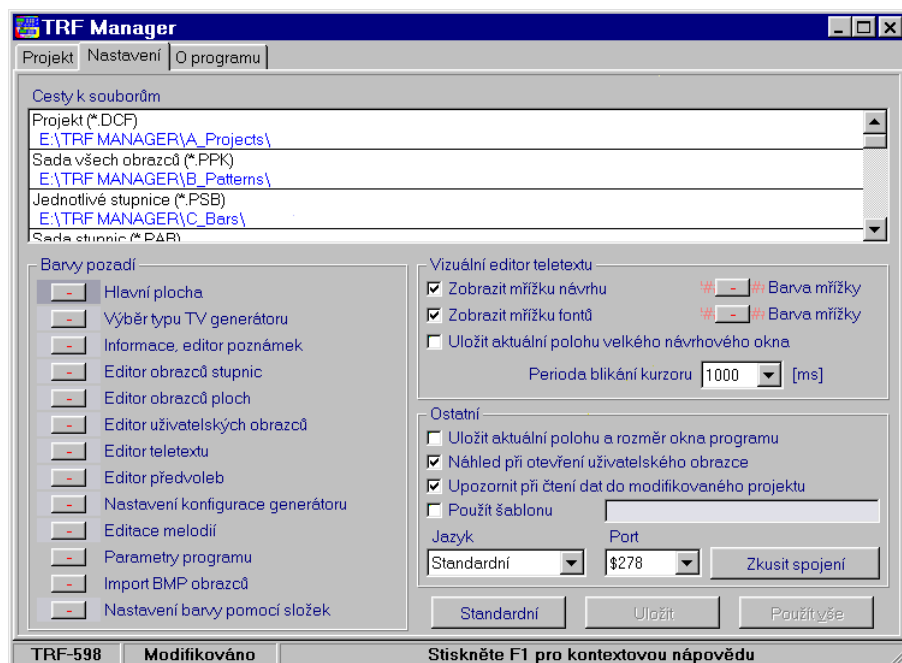 TRF Manager
Projekt Nastavení O programu
Cesty k souborům
Projekt (*.DCF)
E:\TRF MANAGER\A_Projects\
Sada všech obrazců (*.PPK)
E:\TRF MANAGER\B_Patterns\
Jednotlivé stupnice (*.PSB)
E:\TRF MANAGER\C_Bars\
Sada stupnic (*.PAB)
Barvy pozadí
- Hlavní plocha
- Výběr typu TV generátoru
- Informace, editor poznámek
- Editor obrazců stupnic
- Editor obrazců ploch
- Editor uživatelských obrazců
- Editor teletextu
- Editor předvoleb
- Nastavení konfigurace generátoru
- Editace melodií
- Parametry programu
- Import BMP obrazců
- Nastavení barvy pomocí složek
Vizuální editor teletextu
Zobrazit mřížku návrhu - Barva mřížky
Zobrazit mřížku fontů - Barva mřížky
Uložit aktuální polohu velkého návrhového okna
Perioda blikání kurzoru 1000 [ms]
Ostatní
Uložit aktuální polohu a rozměr okna programu
Náhled při otevření uživatelského obrazce
Upozornit při čtení dat do modifikovaného projektu
Použít šablonu
Jazyk Port
Standardní $278 Zkusit spojení
Standardní Uložit Použít vše
TRF-598 Modifikováno Stiskněte F1 pro kontextovou nápovědu